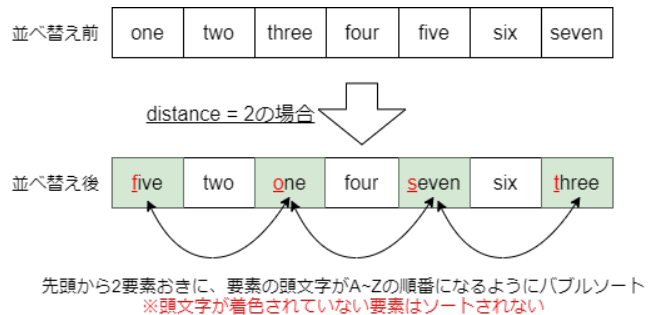 並べ替え前 one two three four five six seven
distance = 2の場合
並べ替え後 five two one four seven six three
先頭から2要素おきに、要素の頭文字がA~Zの順番になるようにバブルソート
※頭文字が着色されていない要素はソートされない